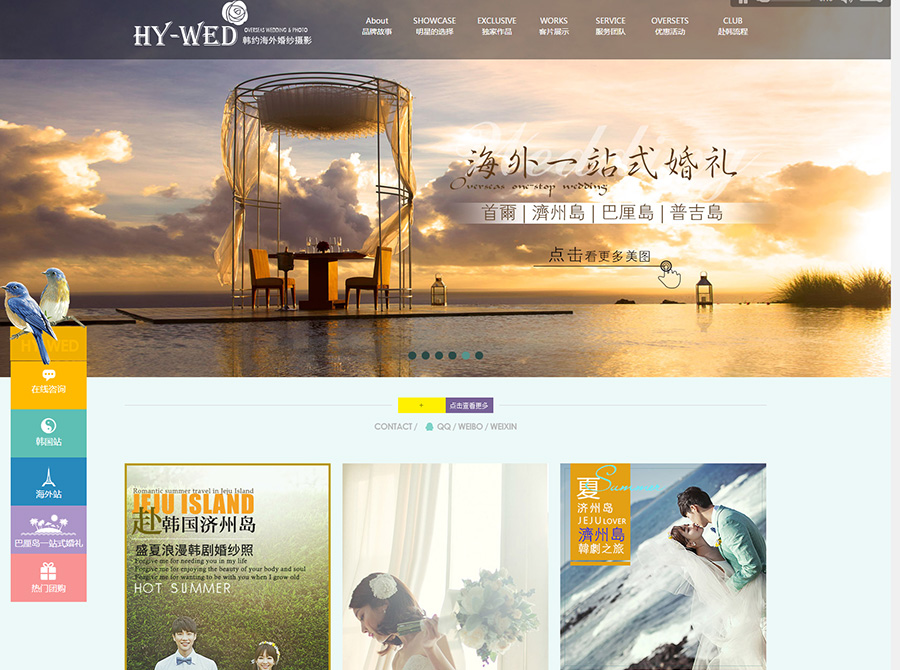 HY-WED
OVERSEAS WEDDING & PHOTO
韩约海外婚纱摄影
About
品牌故事
SHOWCASE
明星的选择
EXCLUSIVE
独家作品
WORKS
客片展示
SERVICE
服务团队
OVERSETS
优惠活动
CLUB
赴韩流程
Wedding
海外一站式婚礼
Overseas one-stop wedding
首爾 | 濟州島 | 巴厘島 | 普吉島
点击看更多美图
HY-WED
在线咨询
韩国站
海外站
巴厘岛一站式婚礼
热门团购
+ 点击查看更多
CONTACT / QQ / WEIBO / WEIXIN
Romantic summer travel in Jeju Island
JEJU ISLAND
赴韩国济州岛
盛夏浪漫韩剧婚纱照
Forgive me for needing you in my life
Forgive me for enjoying the beauty of your body and soul
Forgive me for wanting to be with you when I grow old
HOT SUMMER
夏 Summer
济州岛
JEJU LOVER
濟州島
韓劇之旅